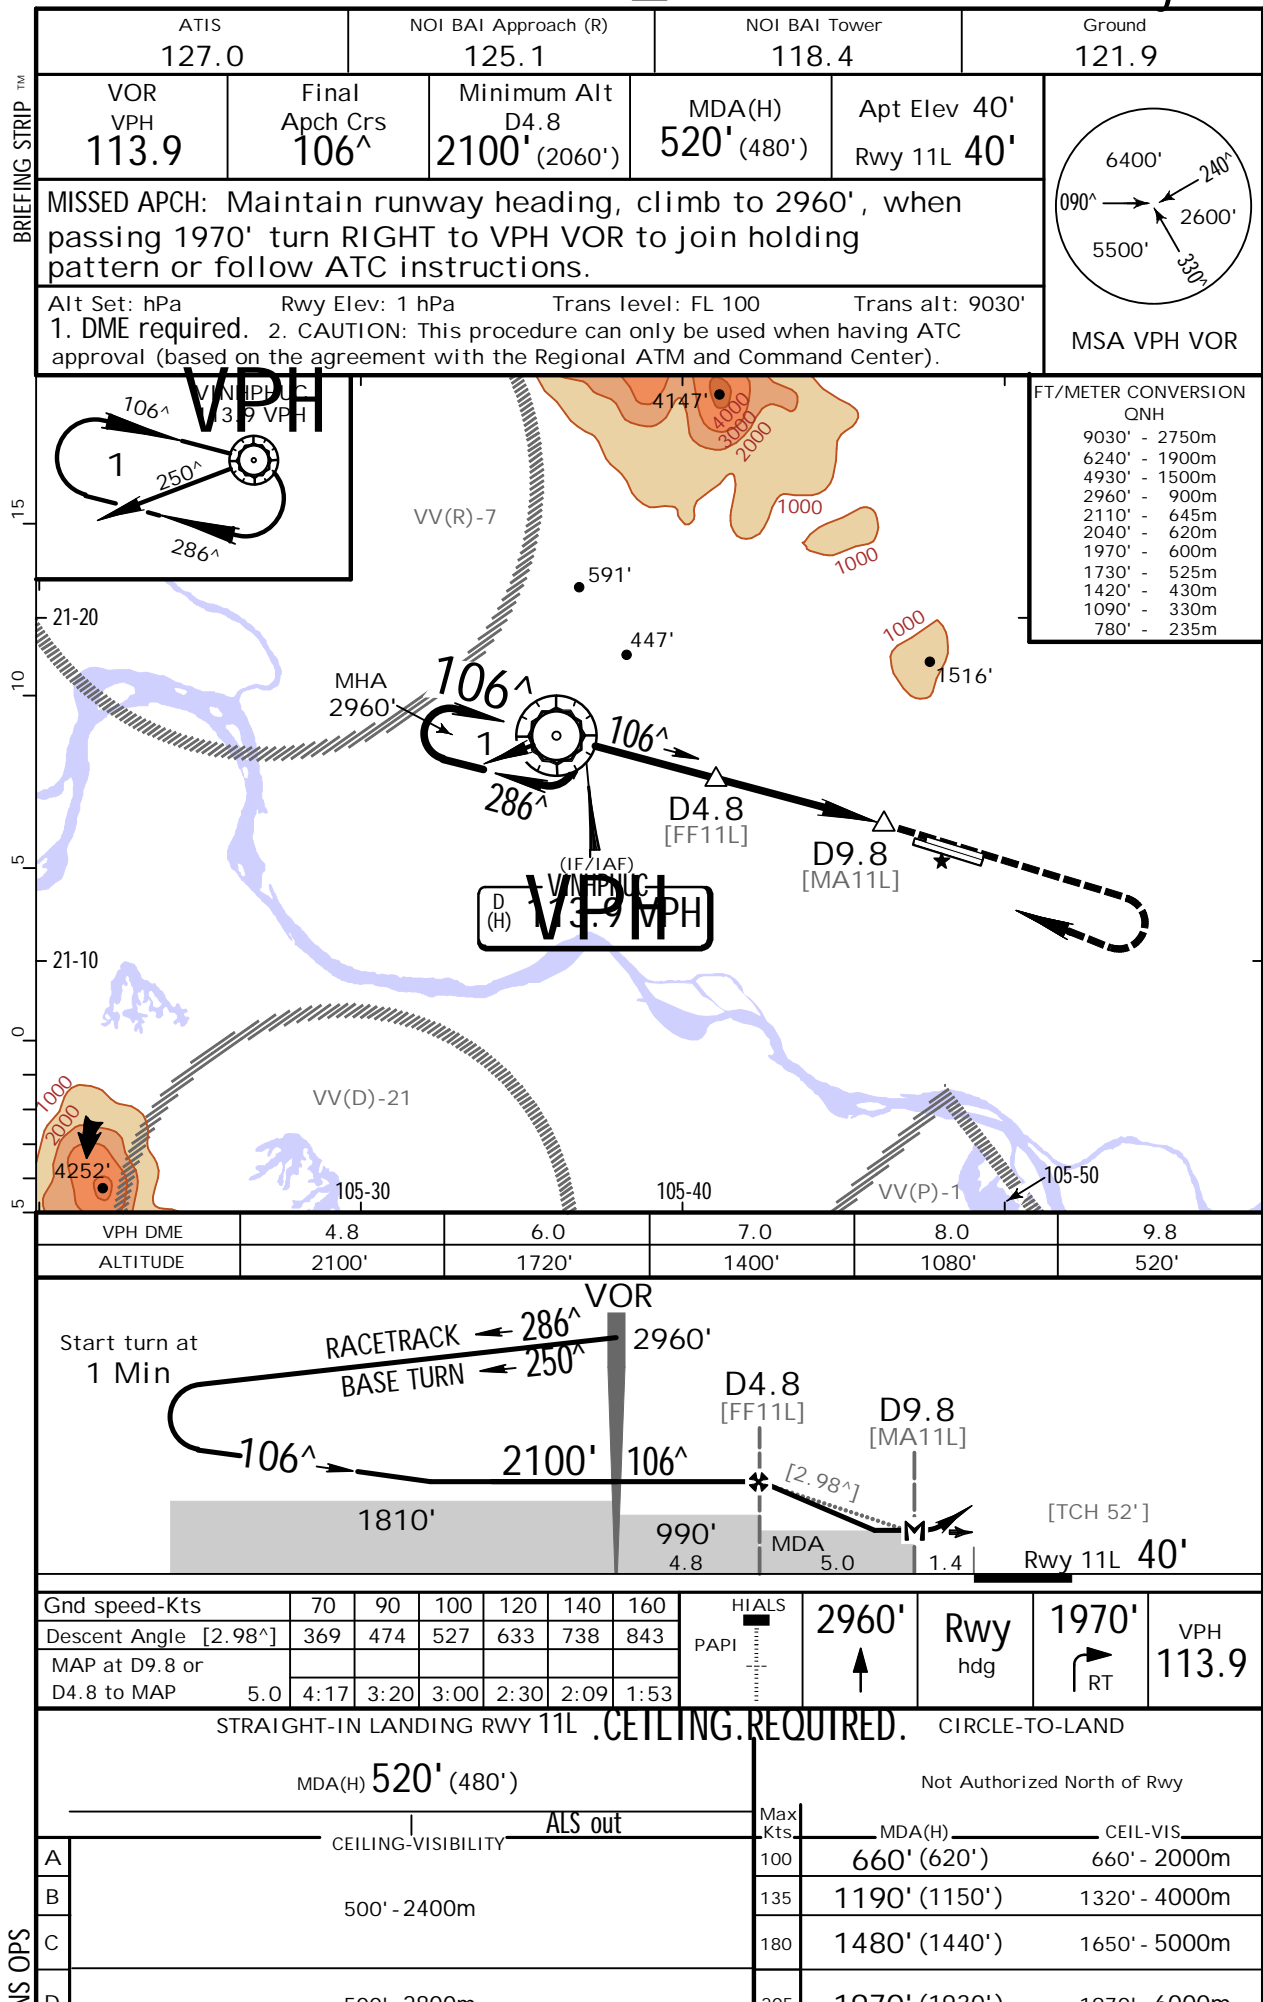 ATIS
127.0
NOI BAI Approach (R)
125.1
NOI BAI Tower
118.4
Ground
121.9
BRIEFING STRIP TM
VOR
VPH
113.9
Final
Apch Crs
106^
Minimum Alt
D4.8
2100' (2060')
MDA(H)
520' (480')
Apt Elev 40'
Rwy 11L 40'
MISSED APCH: Maintain runway heading, climb to 2960', when
passing 1970' turn RIGHT to VPH VOR to join holding
pattern or follow ATC instructions.
Alt Set: hPa Rwy Elev: 1 hPa Trans level: FL 100 Trans alt: 9030'
1. DME required. 2. CAUTION: This procedure can only be used when having ATC
approval (based on the agreement with the Regional ATM and Command Center).
6400'
240^
090^
2600'
5500'
330^
MSA VPH VOR
VPH
VINHPHUC
113.9 VPH
106^
1
250^
286^
4147'
4000
3000
2000
1000
1000
FT/METER CONVERSION
QNH
9030' - 2750m
6240' - 1900m
4930' - 1500m
2960' - 900m
2110' - 645m
2040' - 620m
1970' - 600m
1730' - 525m
1420' - 430m
1090' - 330m
780' - 235m
15
VV(R)-7
591'
21-20
447'
1000
1516'
10
MHA
2960'
106^
1
286^
106^
D4.8
[FF11L]
D9.8
[MA11L]
5
(IF/IAF)
VINHPHUC
D
(H)
113.9 VPH
VPH
21-10
0
VV(D)-21
1000
2000
4252'
105-30
105-40
VV(P)-1
105-50
5
VPH DME 4.8 6.0 7.0 8.0 9.8
ALTITUDE 2100' 1720' 1400' 1080' 520'
VOR
Start turn at
1 Min
RACETRACK 286^
2960'
BASE TURN 250^
D4.8
[FF11L]
D9.8
[MA11L]
106^
2100' 106^
[2.98^]
[TCH 52']
1810'
990'
MDA
4.8 5.0 1.4
M
Rwy 11L 40'
Gnd speed-Kts 70 90 100 120 140 160
Descent Angle [2.98^] 369 474 527 633 738 843
MAP at D9.8 or
D4.8 to MAP 5.0 4:17 3:20 3:00 2:30 2:09 1:53
HIALS
PAPI
2960'
Rwy
hdg
1970'
RT
VPH
113.9
STRAIGHT-IN LANDING RWY 11L .CEILING.REQUIRED. CIRCLE-TO-LAND
MDA(H) 520' (480')
Not Authorized North of Rwy
ALS out
CEILING-VISIBILITY
Max
Kts
MDA(H) CEIL-VIS
A
100 660' (620') 660' - 2000m
B
135 1190' (1150') 1320' - 4000m
500' - 2400m
C
180 1480' (1440') 1650' - 5000m